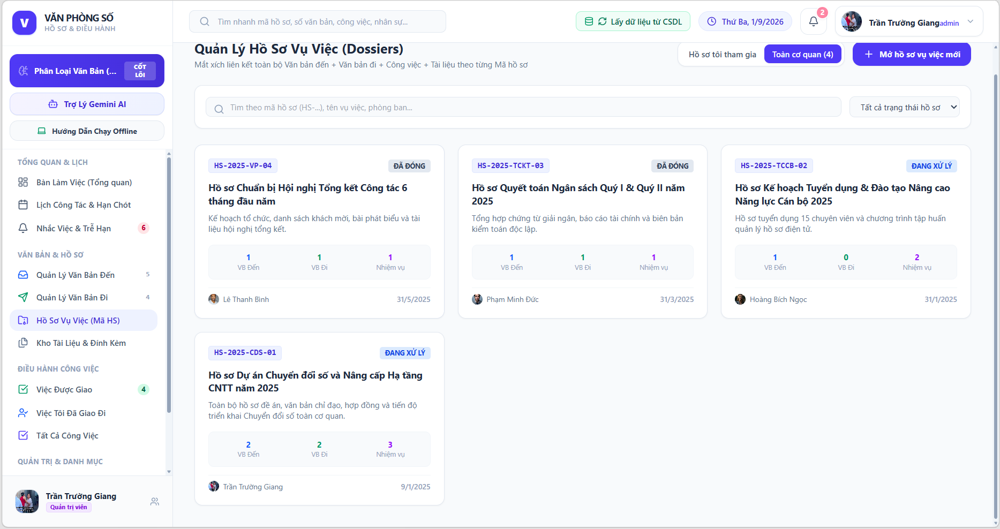 V
VĂN PHÒNG SỐ
HỒ SƠ & ĐIỀU HÀNH
Phân Loại Văn Bản (...
CỐT LÕI
Trợ Lý Gemini AI
Hướng Dẫn Chạy Offline
TỔNG QUAN & LỊCH
Bàn Làm Việc (Tổng quan)
Lịch Công Tác & Hạn Chót
Nhắc Việc & Trễ Hạn 6
VĂN BẢN & HỒ SƠ
Quản Lý Văn Bản Đến 5
Quản Lý Văn Bản Đi 4
Hồ Sơ Vụ Việc (Mã HS)
Kho Tài Liệu & Đính Kèm
ĐIỀU HÀNH CÔNG VIỆC
Việc Được Giao 4
Việc Tôi Đã Giao Đi
Tất Cả Công Việc
QUẢN TRỊ & DANH MỤC
Trần Trường Giang
Quản trị viên
Tìm nhanh mã hồ sơ, số văn bản, công việc, nhân sự...
Lấy dữ liệu từ CSDL
Thứ Ba, 1/9/2026
2
Trần Trường Giangadmin
Quản Lý Hồ Sơ Vụ Việc (Dossiers)
Mắt xích liên kết toàn bộ Văn bản đến + Văn bản đi + Công việc + Tài liệu theo từng Mã hồ sơ
Hồ sơ tôi tham gia
Toàn cơ quan (4)
Mở hồ sơ vụ việc mới
Tìm theo mã hồ sơ (HS-...), tên vụ việc, phòng ban...
Tất cả trạng thái hồ sơ
HS-2025-VP-04
ĐÃ ĐÓNG
Hồ sơ Chuẩn bị Hội nghị Tổng kết Công tác 6
tháng đầu năm
Kế hoạch tổ chức, danh sách khách mời, bài phát biểu và tài
liệu hội nghị tổng kết.
1 1 1
VB Đến VB Đi Nhiệm vụ
Lê Thanh Bình 31/5/2025
HS-2025-TCKT-03
ĐÃ ĐÓNG
Hồ sơ Quyết toán Ngân sách Quý I & Quý II năm
2025
Tổng hợp chứng từ giải ngân, báo cáo tài chính và biên bản
kiểm toán độc lập.
1 1 1
VB Đến VB Đi Nhiệm vụ
Phạm Minh Đức 31/3/2025
HS-2025-TCCB-02
ĐANG XỬ LÝ
Hồ sơ Kế hoạch Tuyển dụng & Đào tạo Nâng cao
Năng lực Cán bộ 2025
Hồ sơ tuyển dụng 15 chuyên viên và chương trình tập huấn
quản lý hồ sơ điện tử.
1 0 2
VB Đến VB Đi Nhiệm vụ
Hoàng Bích Ngọc 31/1/2025
HS-2025-CDS-01
ĐANG XỬ LÝ
Hồ sơ Dự án Chuyển đổi số và Nâng cấp Hạ tầng
CNTT năm 2025
Toàn bộ hồ sơ đề án, văn bản chỉ đạo, hợp đồng và tiến độ
triển khai Chuyển đổi số toàn cơ quan.
2 2 3
VB Đến VB Đi Nhiệm vụ
Trần Trường Giang 9/1/2025